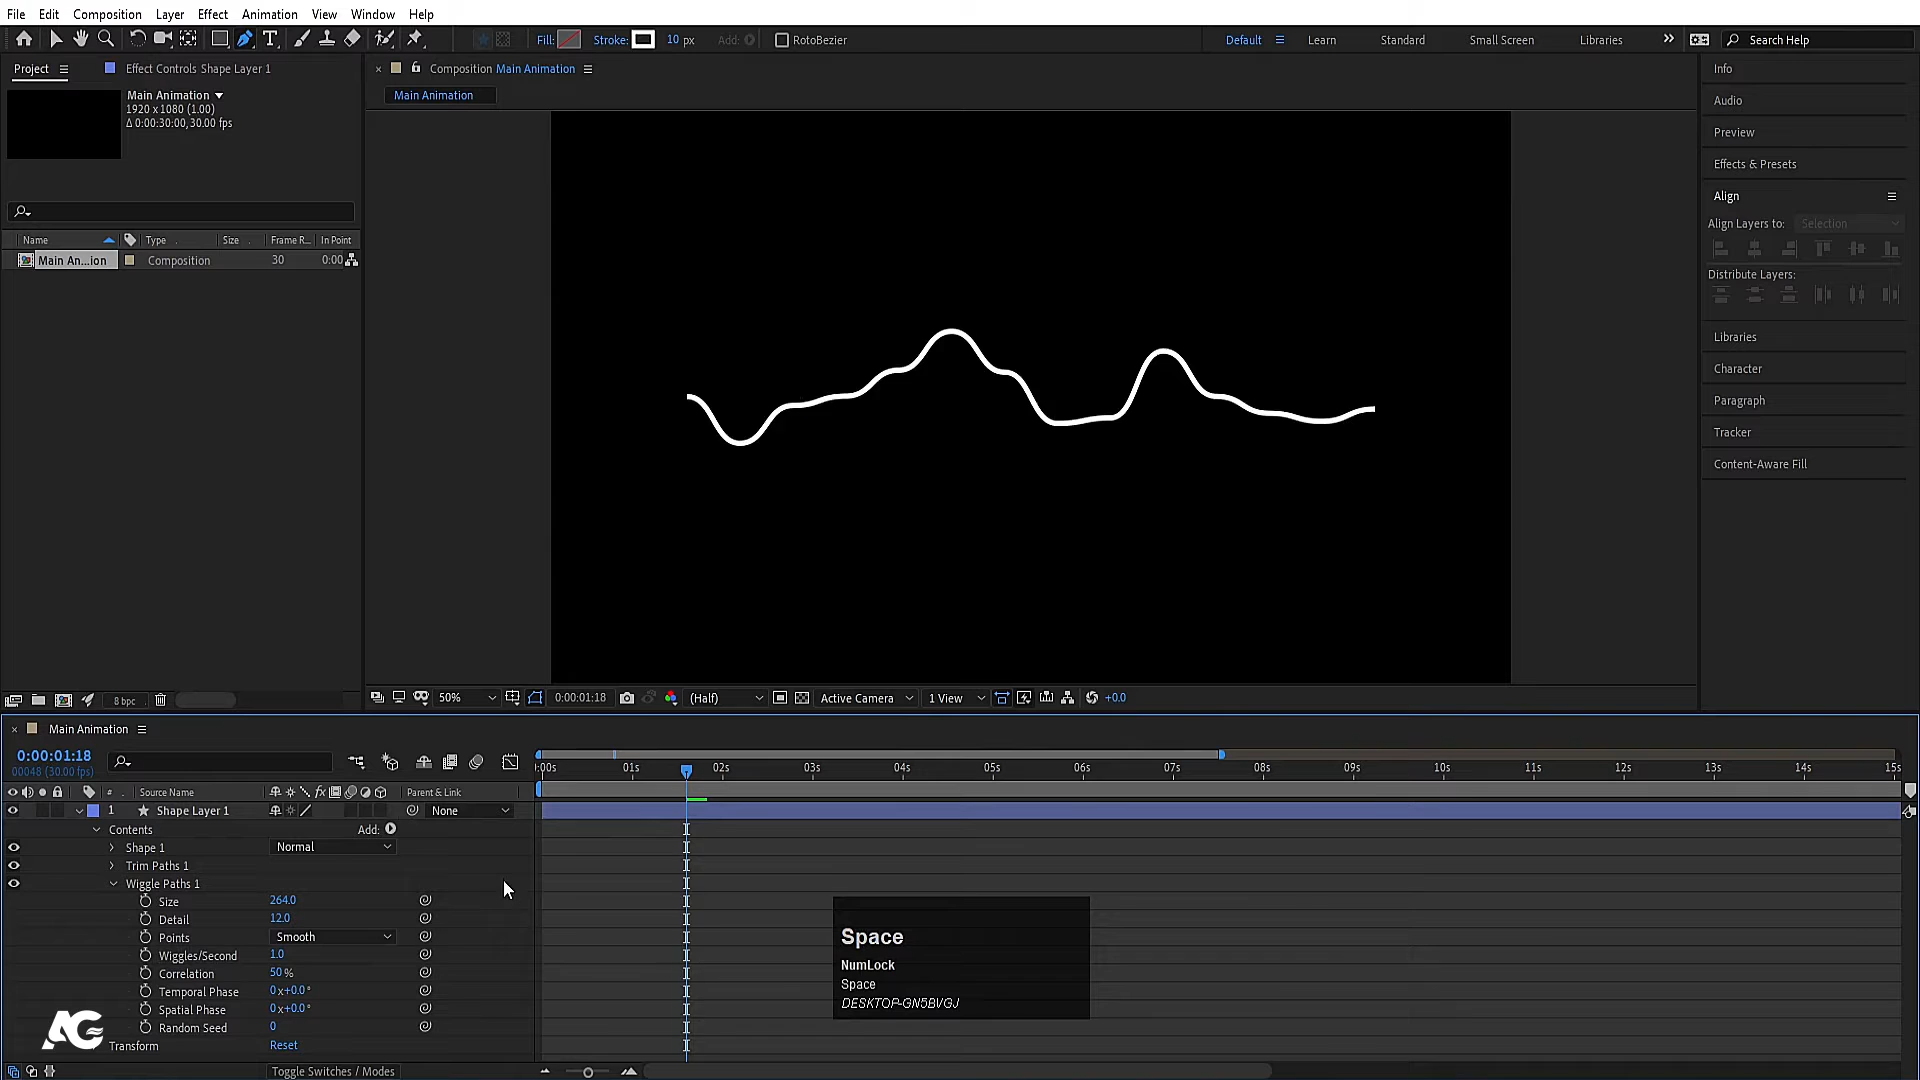 File Edit Composition Layer Effect Animation View Window Help
Fill: Stroke: 10 px Add: RotoBezier Default Learn Standard Small Screen Libraries Search Help
Project Effect Controls Shape Layer 1
Composition Main Animation
Main Animation
Main Animation
1920 x 1080 (1.00)
Δ 0:00:30:00, 30.00 fps
Name Type Size Frame R... In Point
Main An...ion Composition 30 0:00
8 bpc
50% 0:00:01:18 (Half) Active Camera 1 View +0.0
Info
Audio
Preview
Effects & Presets
Align
Align Layers to: Selection
Distribute Layers:
Libraries
Character
Paragraph
Tracker
Content-Aware Fill
Main Animation
0:00:01:18
00048 (30.00 fps)
:00s 01s 02s 03s 04s 05s 06s 07s 08s 09s 10s 11s 12s 13s 14s 15s
# Source Name fx Parent & Link
1 Shape Layer 1 None
Contents Add:
Shape 1 Normal
Trim Paths 1
Wiggle Paths 1
Size 264.0
Detail 12.0
Points Smooth
Wiggles/Second 1.0
Correlation 50 %
Temporal Phase 0x+0.0°
Spatial Phase 0x+0.0°
Random Seed 0
Transform Reset
Toggle Switches / Modes
Space
NumLock
Space
DESKTOP-GN5BVGJ
AG